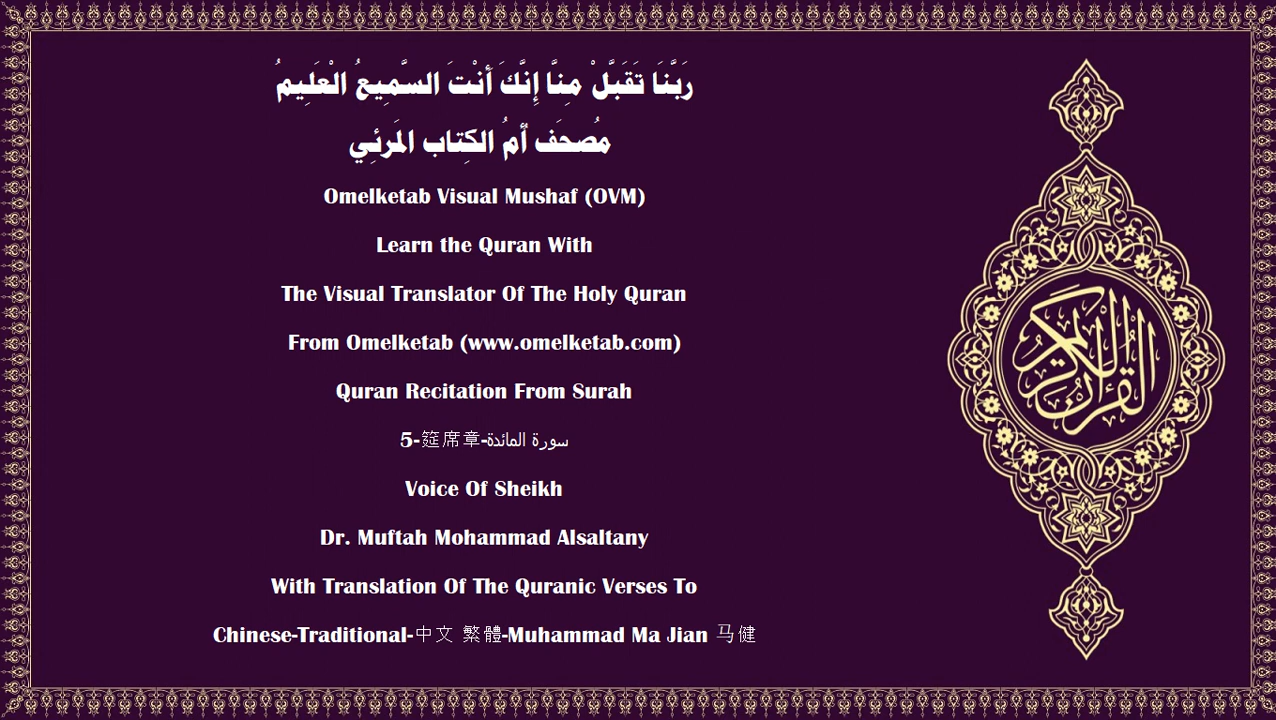 رَبَّنَا تَقَبَّلْ مِنَّا إِنَّكَ أَنْتَ السَّمِيعُ الْعَلِيمُ
مُصحَف أمُ الكِتاب المَرئِي
Omelketab Visual Mushaf (OVM)
Learn the Quran With
The Visual Translator Of The Holy Quran
From Omelketab (www.omelketab.com)
Quran Recitation From Surah
5-筵席章-سورة المائدة
Voice Of Sheikh
Dr. Muftah Mohammad Alsaltany
With Translation Of The Quranic Verses To
Chinese-Traditional-中文 繁體-Muhammad Ma Jian 马健
القرآن الكريم